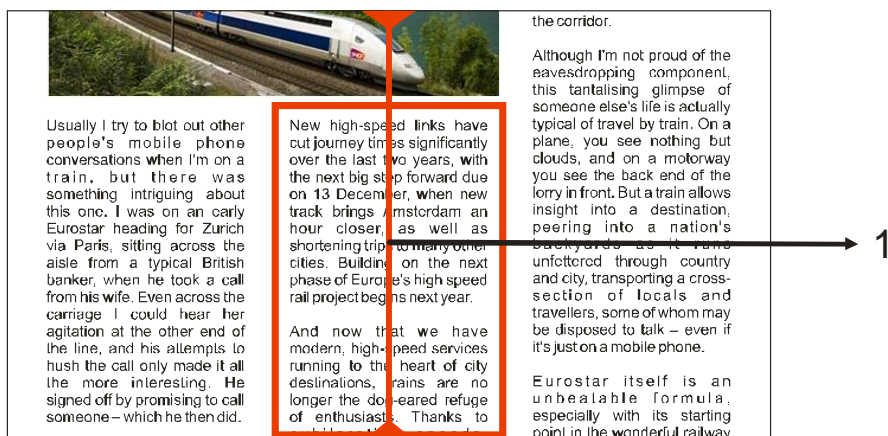 Usually I try to blot out other
people's mobile phone
conversations when I'm on a
train, but there was
something intriguing about
this one. I was on an early
Eurostar heading for Zurich
via Paris, sitting across the
aisle from a typical British
banker, when he took a call
from his wife. Even across the
carriage I could hear her
agitation at the other end of
the line, and his attempts to
hush the call only made it all
the more interesting. He
signed off by promising to call
someone – which he then did.
New high-speed links have
cut journey times significantly
over the last two years, with
the next big step forward due
on 13 December, when new
track brings Amsterdam an
hour closer, as well as
shortening trips to many other
cities. Building on the next
phase of Europe's high speed
rail project begins next year.
And now that we have
modern, high-speed services
running to the heart of city
destinations, trains are no
longer the dog-eared refuge
of enthusiasts. Thanks to
the corridor.
Although I'm not proud of the
eavesdropping component,
this tantalising glimpse of
someone else's life is actually
typical of travel by train. On a
plane, you see nothing but
clouds, and on a motorway
you see the back end of the
lorry in front. But a train allows
insight into a destination,
peering into a nation's
backyards as it runs
unfettered through country
and city, transporting a cross-
section of locals and
travellers, some of whom may
be disposed to talk – even if
it's just on a mobile phone.
Eurostar itself is an
unbeatable formula,
especially with its starting
point in the wonderful railway
1